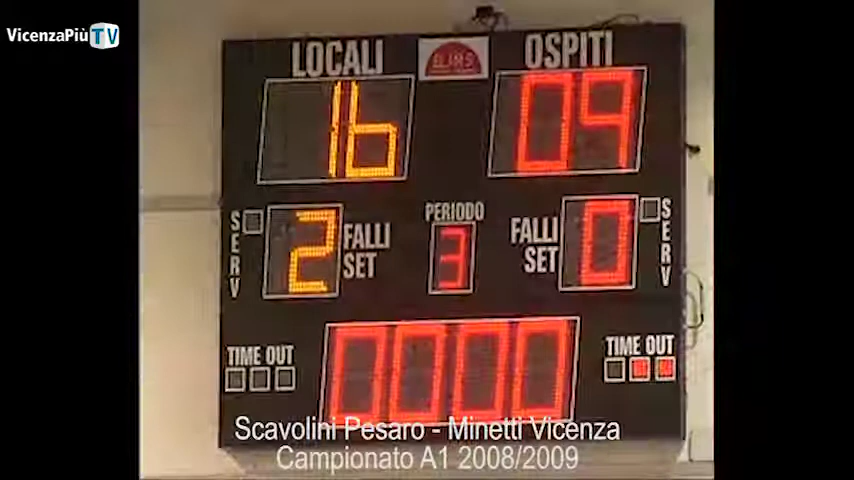 VicenzaPiùTV
LOCALI
ELMS
OSPITI
16
09
SERV
2
FALLI
SET
PERIODO
3
FALLI
SET
0
SERV
TIME OUT
0000
TIME OUT
Scavolini Pesaro - Minetti Vicenza
Campionato A1 2008/2009